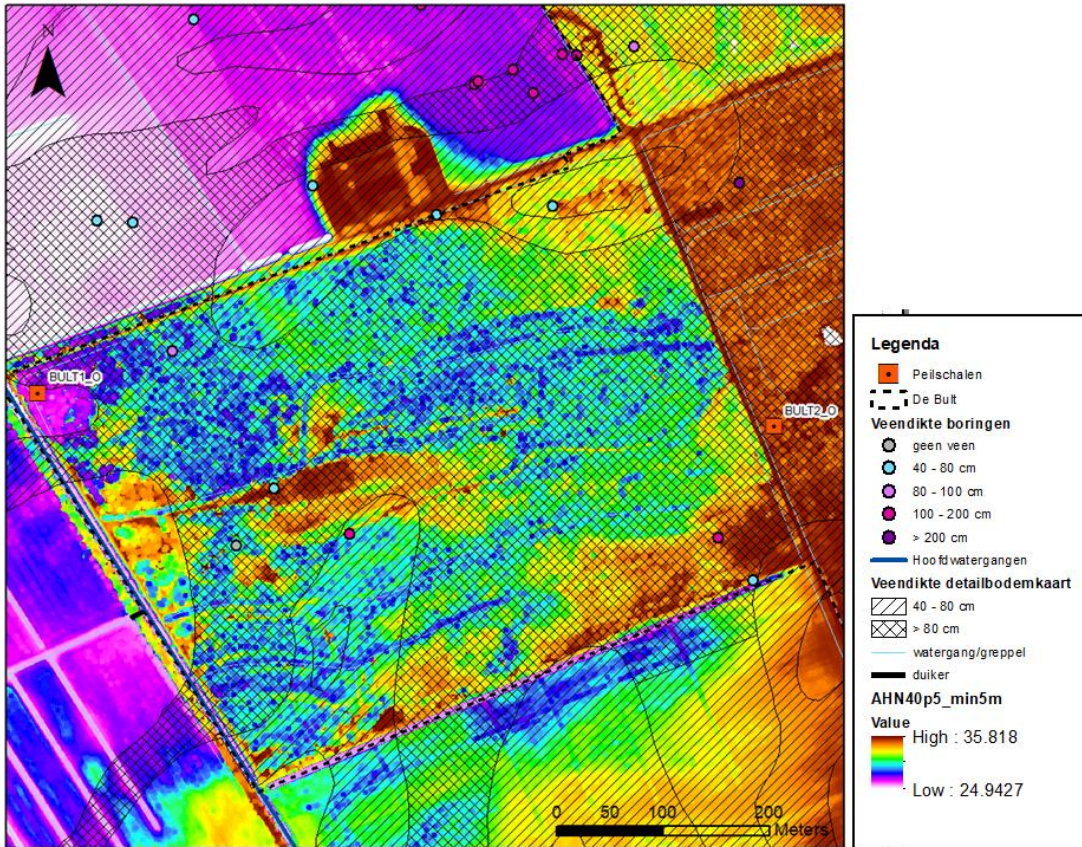 N
BULT1_O
BULT2_O
0 50 100 200
Meters
Legenda
Peilschalen
De Bult
Veendikte boringen
geen veen
40 - 80 cm
80 - 100 cm
100 - 200 cm
> 200 cm
Hoofdwatergangen
Veendikte detailbodemkaart
40 - 80 cm
> 80 cm
watergang/greppel
duiker
AHN40p5_min5m
Value
High : 35.818
Low : 24.9427